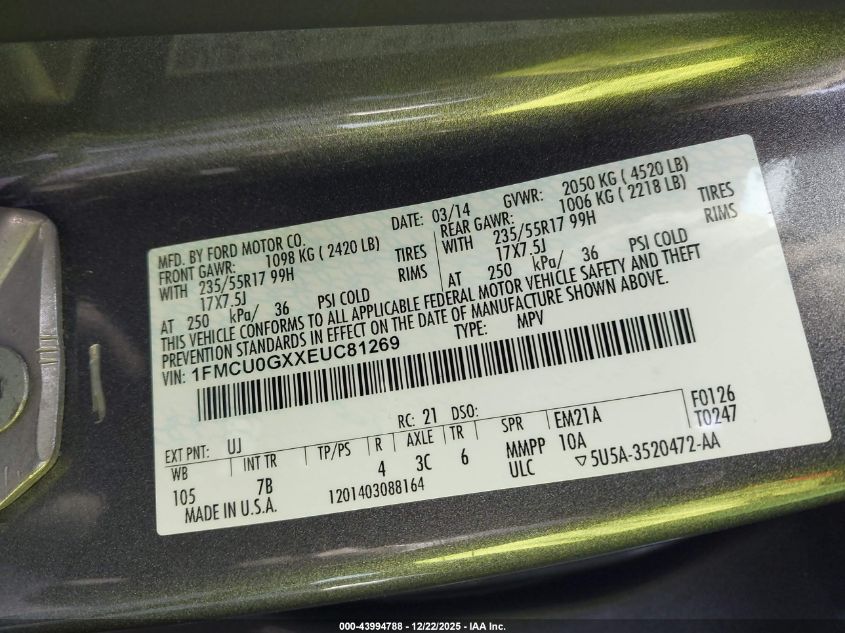 MFD. BY FORD MOTOR CO. DATE: 03/14 GVWR: 2050 KG ( 4520 LB)
FRONT GAWR: 1098 KG ( 2420 LB) REAR GAWR: 1006 KG ( 2218 LB)
WITH 235/55R17 99H TIRES WITH 235/55R17 99H TIRES
17X7.5J RIMS 17X7.5J RIMS
AT 250 kPa/ 36 PSI COLD AT 250 kPa/ 36 PSI COLD
THIS VEHICLE CONFORMS TO ALL APPLICABLE FEDERAL MOTOR VEHICLE SAFETY AND THEFT
PREVENTION STANDARDS IN EFFECT ON THE DATE OF MANUFACTURE SHOWN ABOVE.
VIN: 1FMCU0GXXEUC81269 TYPE: MPV
EXT PNT: UJ RC: 21 DSO: F0126
WB INT TR TP/PS R AXLE TR SPR EM21A T0247
105 7B 4 3C 6 MMPP 10A
ULC ▽5U5A-3520472-AA
MADE IN U.S.A. 1201403088164
000-43994788 - 12/22/2025 - IAA Inc.